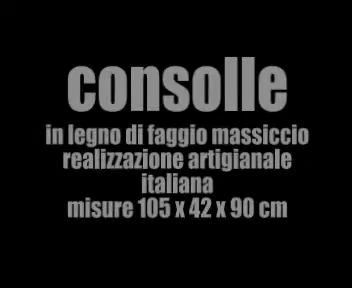 consolle
in legno di faggio massiccio
realizzazione artigianale
italiana
misure 105 x 42 x 90 cm